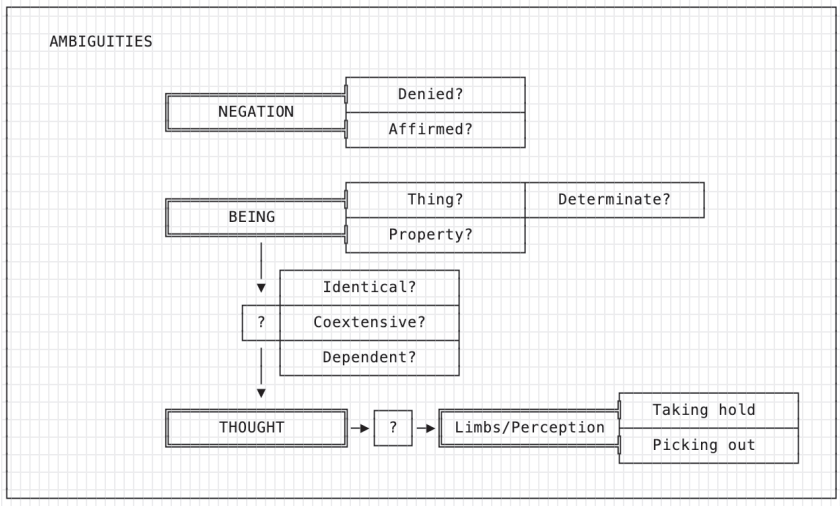 AMBIGUITIES
Denied?
NEGATION
Affirmed?
Thing? Determinate?
BEING
Property?
Identical?
? Coextensive?
Dependent?
Taking hold
THOUGHT ? Limbs/Perception
Picking out